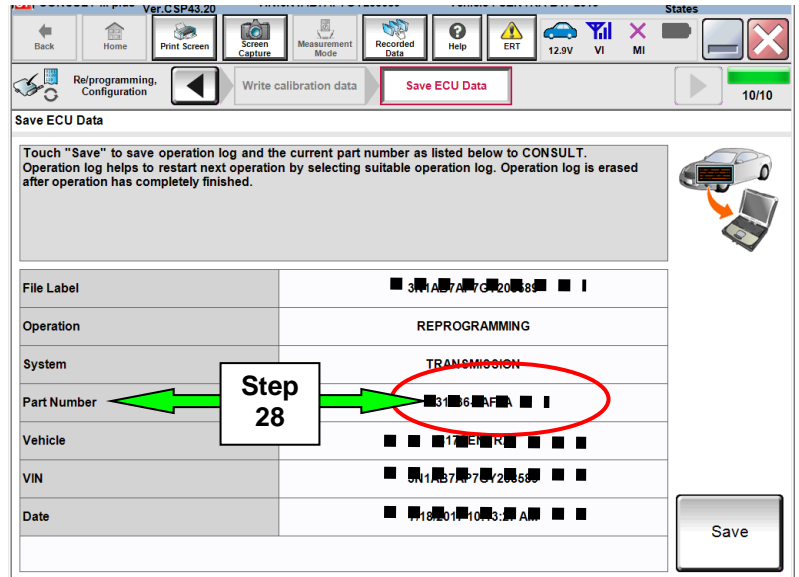 Ver.CSP43.20
States
Back
Home
Print Screen
Screen Capture
Measurement Mode
Recorded Data
Help
ERT
12.9V
VI
MI
Re/programming, Configuration
Write calibration data
Save ECU Data
10/10
Save ECU Data
Touch "Save" to save operation log and the current part number as listed below to CONSULT.
Operation log helps to restart next operation by selecting suitable operation log. Operation log is erased
after operation has completely finished.
File Label
Operation
REPROGRAMMING
System
TRANSMISSION
Step
28
Part Number
Vehicle
VIN
Date
Save